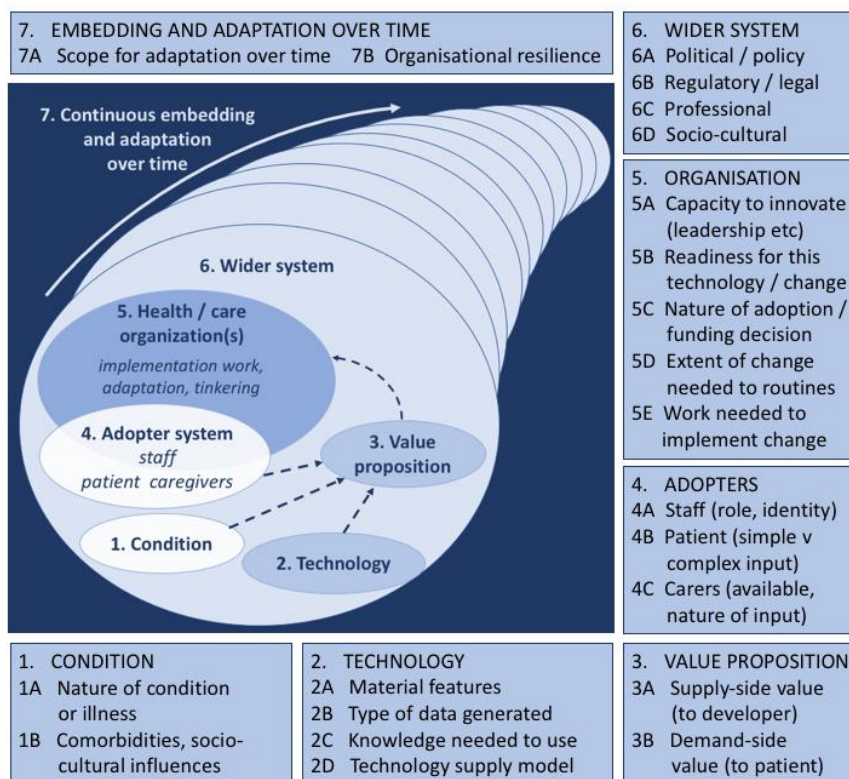 7. EMBEDDING AND ADAPTATION OVER TIME
7A Scope for adaptation over time 7B Organisational resilience
7. Continuous embedding
and adaptation
over time
6. Wider system
5. Health / care
organization(s)
implementation work,
adaptation, tinkering
4. Adopter system
staff
patient caregivers
3. Value
proposition
1. Condition
2. Technology
6. WIDER SYSTEM
6A Political / policy
6B Regulatory / legal
6C Professional
6D Socio-cultural
5. ORGANISATION
5A Capacity to innovate
(leadership etc)
5B Readiness for this
technology / change
5C Nature of adoption /
funding decision
5D Extent of change
needed to routines
5E Work needed to
implement change
4. ADOPTERS
4A Staff (role, identity)
4B Patient (simple v
complex input)
4C Carers (available,
nature of input)
1. CONDITION
1A Nature of condition
or illness
1B Comorbidities, socio-
cultural influences
2. TECHNOLOGY
2A Material features
2B Type of data generated
2C Knowledge needed to use
2D Technology supply model
3. VALUE PROPOSITION
3A Supply-side value
(to developer)
3B Demand-side
value (to patient)